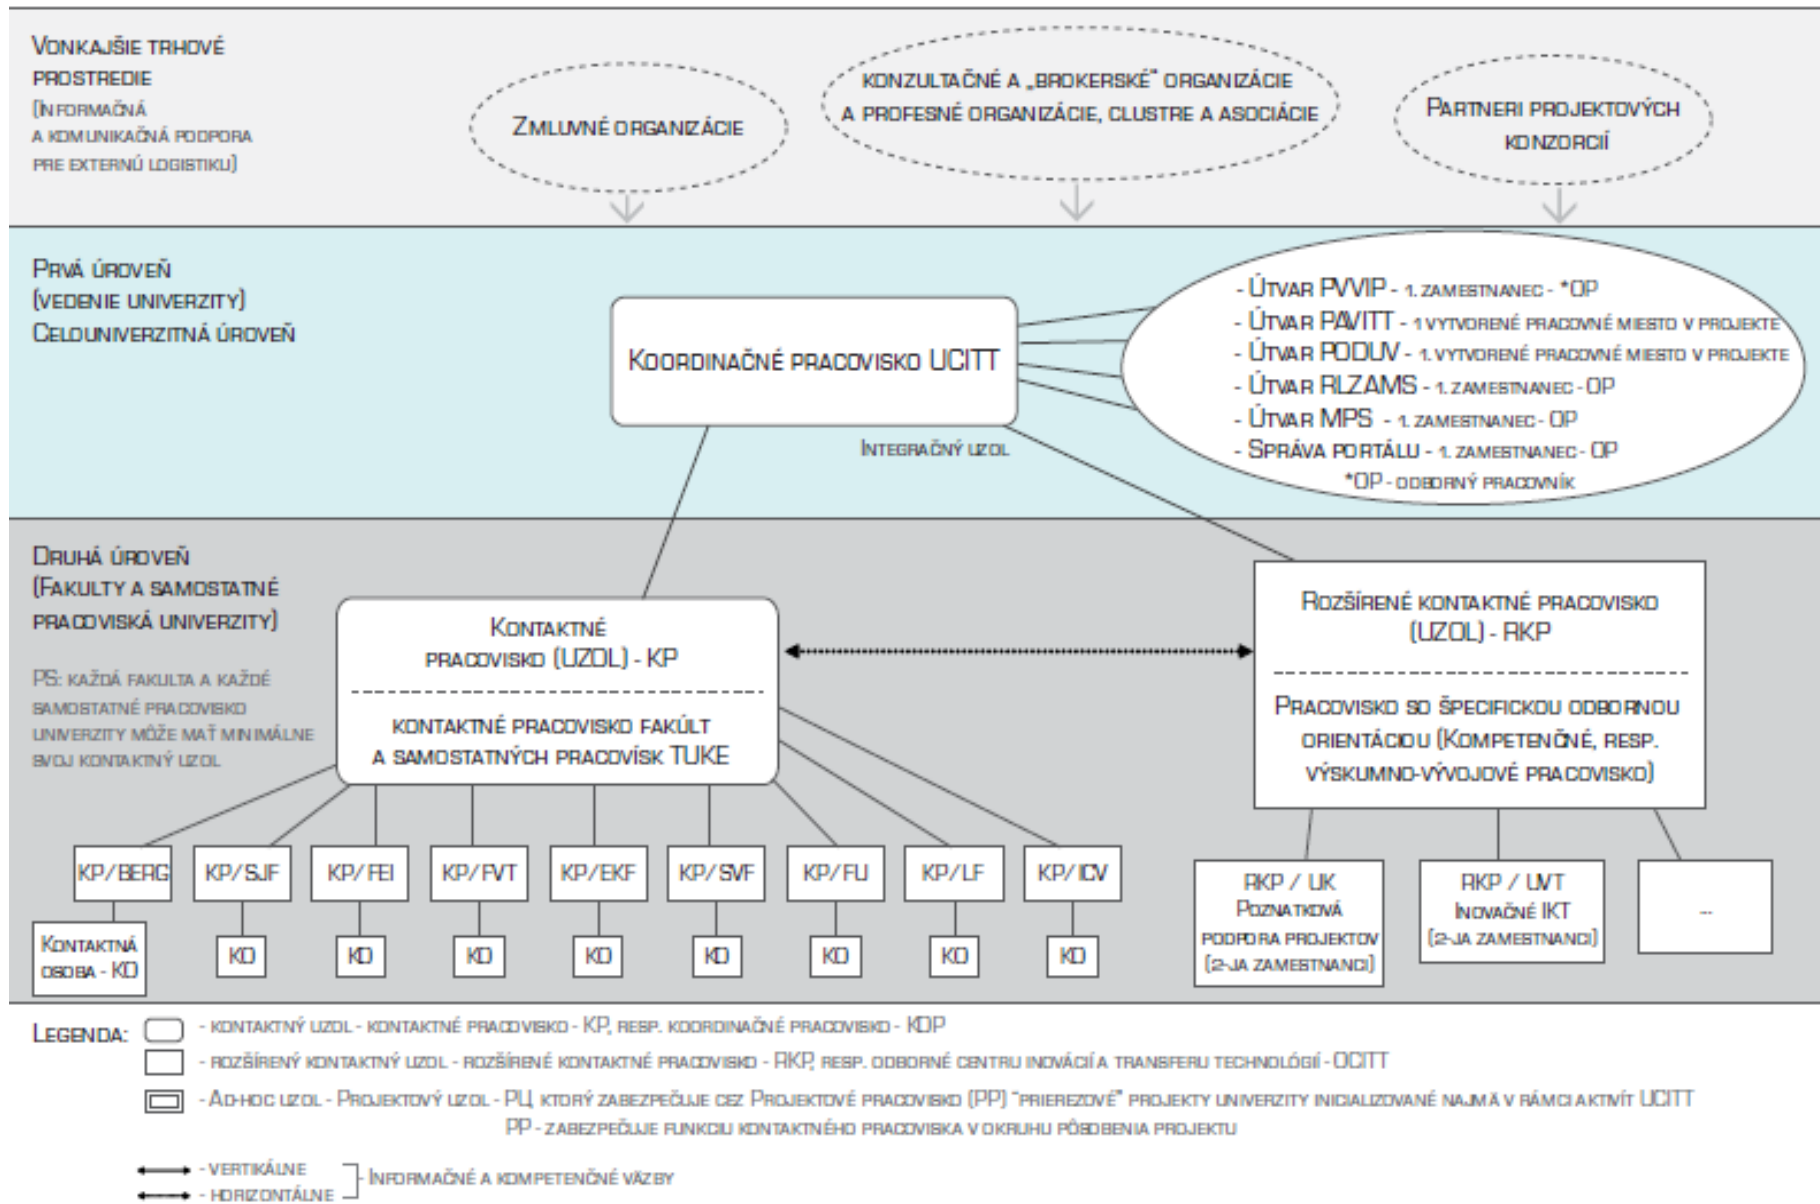 VONKAJŠIE TRHOVÉ
PROSTREDIE
(INFORMAČNÁ
A KOMUNIKAČNÁ PODPORA
PRE EXTERNÚ LOGISTIKU)
ZMLUVNÉ ORGANIZÁCIE
KONZULTAČNÉ A „BROKERSKÉ“ ORGANIZÁCIE
A PROFESNÉ ORGANIZÁCIE, CLUSTRE A ASOCIÁCIE
PARTNERI PROJEKTOVÝCH
KONZORCIÍ
PRVÁ ÚROVEŇ
(VEDENIE UNIVERZITY)
CELOUNIVERZITNÁ ÚROVEŇ
KOORDINAČNÉ PRACOVISKO UCITT
INTEGRAČNÝ UZOL
- ÚTVAR PVVIP - 1. ZAMESTNANEC - *OP
- ÚTVAR PAVITT - 1 VYTVORENÉ PRACOVNÉ MIESTO V PROJEKTE
- ÚTVAR PODUV - 1. VYTVORENÉ PRACOVNÉ MIESTO V PROJEKTE
- ÚTVAR RLZAMS - 1. ZAMESTNANEC - OP
- ÚTVAR MPS - 1. ZAMESTNANEC - OP
- SPRÁVA PORTÁLU - 1. ZAMESTNANEC - OP
*OP - ODBORNÝ PRACOVNÍK
DRUHÁ ÚROVEŇ
(FAKULTY A SAMOSTATNÉ
PRACOVISKÁ UNIVERZITY)
PS: KAŽDÁ FAKULTA A KAŽDÉ
SAMOSTATNÉ PRACOVISKO
UNIVERZITY MÔŽE MAŤ MINIMÁLNE
SVOJ KONTAKTNÝ UZOL
KONTAKTNÉ
PRACOVISKO (UZOL) - KP
KONTAKTNÉ PRACOVISKO FAKÚLT
A SAMOSTATNÝCH PRACOVÍSK TUKE
ROZŠÍRENÉ KONTAKTNÉ PRACOVISKO
(UZOL) - RKP
PRACOVISKO SO ŠPECIFICKOU ODBORNOU
ORIENTÁCIOU (KOMPETENČNÉ, RESP.
VÝSKUMNO-VÝVOJOVÉ PRACOVISKO)
KP/BERG
KP/SJF
KP/FEI
KP/FVT
KP/EKF
KP/SVF
KP/FU
KP/LF
KP/ICV
KONTAKTNÁ
OSOBA - KO
KO
KO
KO
KO
KO
KO
KO
KO
RKP / UK
POZNATKOVÁ
PODPORA PROJEKTOV
(2-JA ZAMESTNANCI)
RKP / UVT
INOVAČNÉ IKT
(2-JA ZAMESTNANCI)
...
LEGENDA:
- KONTAKTNÝ UZOL - KONTAKTNÉ PRACOVISKO - KP, RESP. KOORDINAČNÉ PRACOVISKO - KOP
- ROZŠÍRENÝ KONTAKTNÝ UZOL - ROZŠÍRENÉ KONTAKTNÉ PRACOVISKO - RKP, RESP. ODBORNÉ CENTRU INOVÁCIÍ A TRANSFERU TECHNOLÓGIÍ - OCITT
- AD-HOC UZOL - PROJEKTOVÝ UZOL - PU, KTORÝ ZABEZPEČUJE CEZ PROJEKTOVÉ PRACOVISKO (PP) "PRIEREZOVÉ" PROJEKTY UNIVERZITY INICIALIZOVANÉ NAJMÄ V RÁMCI AKTIVÍT UCITT
PP - ZABEZPEČUJE FUNKCIU KONTAKTNÉHO PRACOVISKA V OKRUHU PÔSOBENIA PROJEKTU
- VERTIKÁLNE
- HORIZONTÁLNE
- INFORMAČNÉ A KOMPETENČNÉ VÄZBY